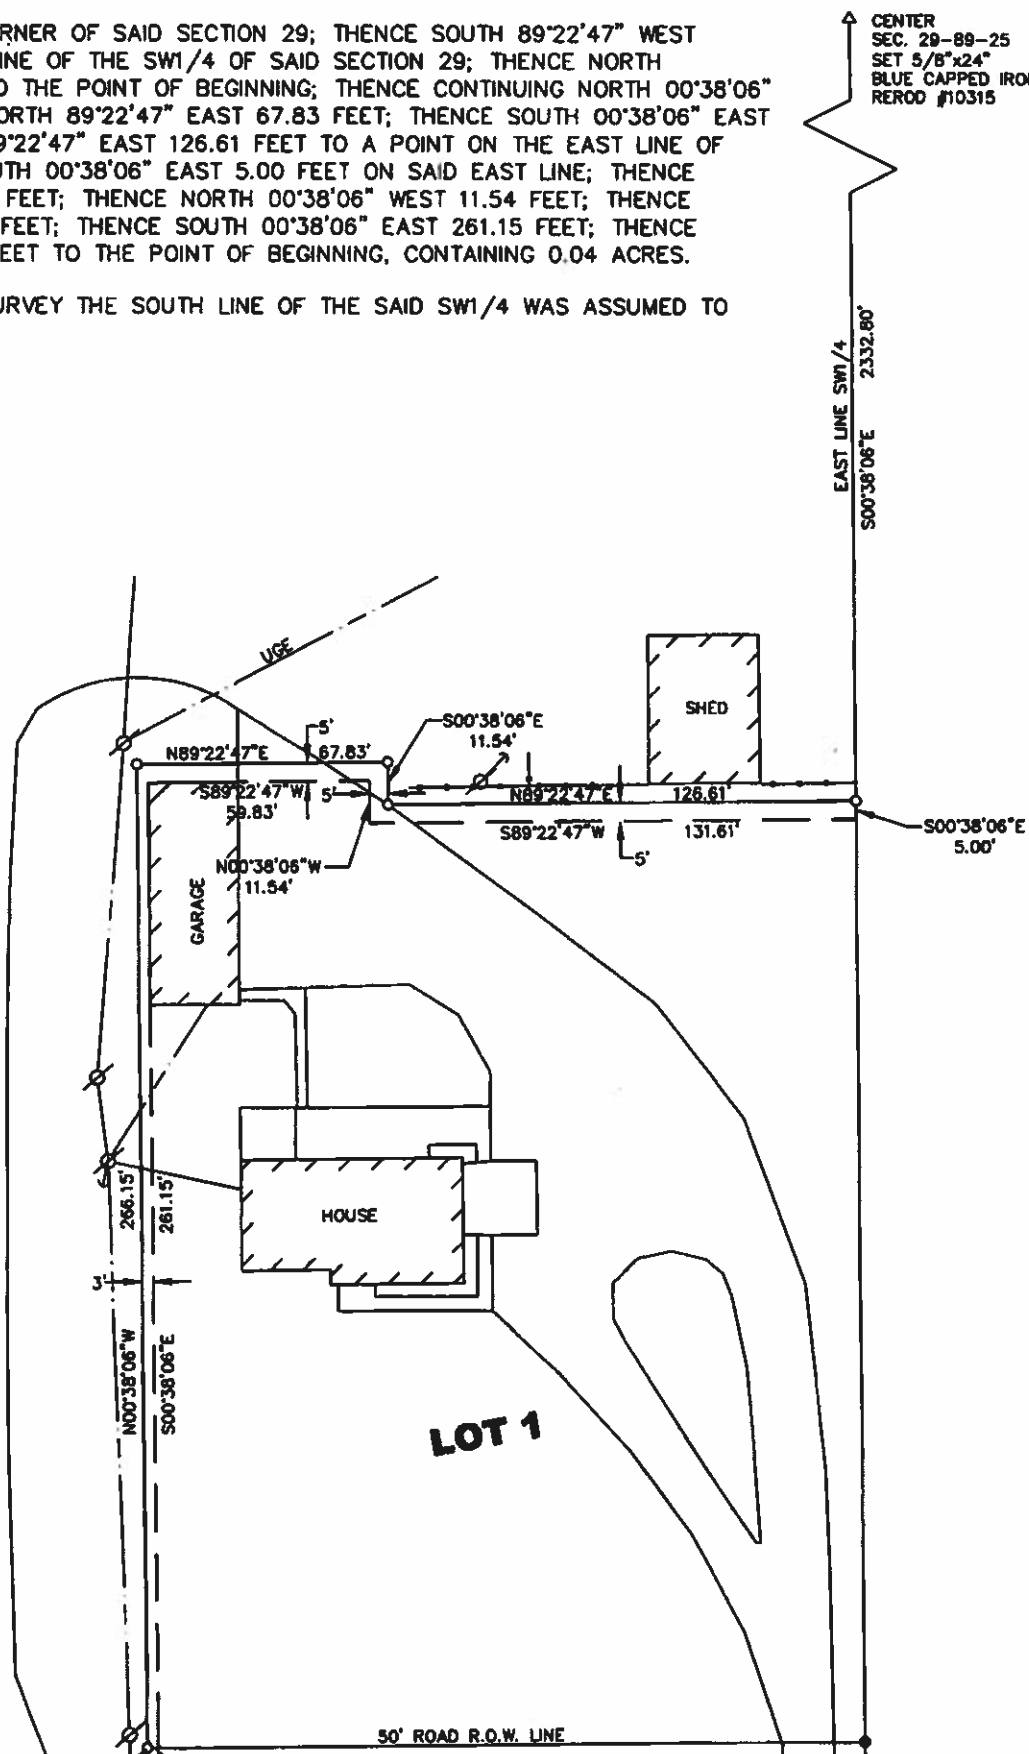 RNER OF SAID SECTION 29; THENCE SOUTH 89°22'47" WEST
INE OF THE SW1/4 OF SAID SECTION 29; THENCE NORTH
O THE POINT OF BEGINNING; THENCE CONTINUING NORTH 00°38'06"
ORTH 89°22'47" EAST 67.83 FEET; THENCE SOUTH 00°38'06" EAST
9°22'47" EAST 126.61 FEET TO A POINT ON THE EAST LINE OF
UTH 00°38'06" EAST 5.00 FEET ON SAID EAST LINE; THENCE
FEET; THENCE NORTH 00°38'06" WEST 11.54 FEET; THENCE
FEET; THENCE SOUTH 00°38'06" EAST 261.15 FEET; THENCE
EET TO THE POINT OF BEGINNING, CONTAINING 0.04 ACRES.
URVEY THE SOUTH LINE OF THE SAID SW1/4 WAS ASSUMED TO
CENTER
SEC. 29-89-25
SET 5/8"x24"
BLUE CAPPED IRON
REROD #10315
EAST LINE SW1/4
2332.80'
S00°38'06"E
UGE
SHED
5'
S00°38'06"E
11.54'
N89°22'47"E
67.83'
S89°22'47"W
59.83'
5'
N89°22'47"E
126.61'
S89°22'47"W
131.61'
5'
S00°38'06"E
5.00'
N00°38'06"W
11.54'
GARAGE
HOUSE
266.15'
261.15'
3'
N00°38'06"W
S00°38'06"E
LOT 1
50' ROAD R.O.W. LINE